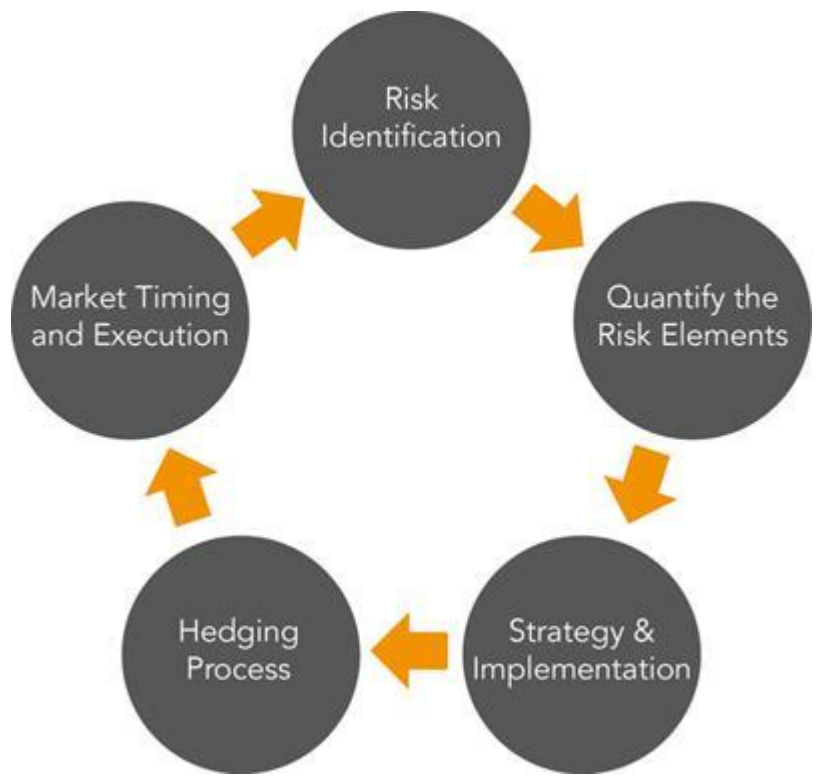 Risk
Identification
Quantify the
Risk Elements
Strategy &
Implementation
Hedging
Process
Market Timing
and Execution